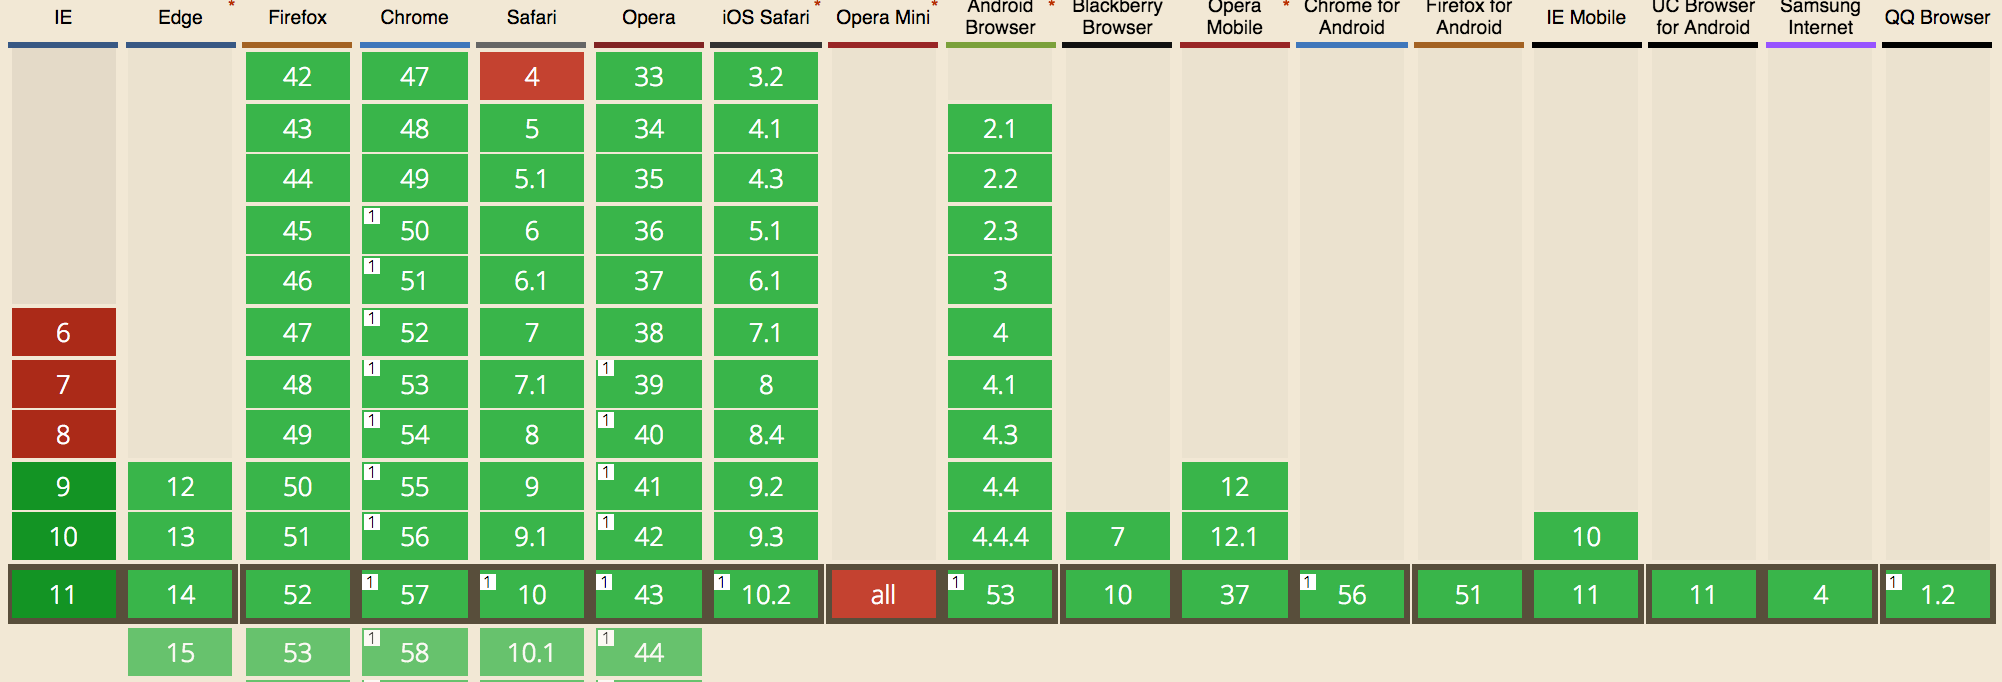 IE Edge * Firefox Chrome Safari Opera iOS Safari * Opera Mini * Android Browser * Blackberry Browser Opera Mobile * Chrome for Android Firefox for Android IE Mobile UC Browser for Android Samsung Internet QQ Browser
42 47 4 33 3.2
43 48 5 34 4.1 2.1
44 49 5.1 35 4.3 2.2
45 1 50 6 36 5.1 2.3
46 1 51 6.1 37 6.1 3
6 47 1 52 7 38 7.1 4
7 48 1 53 7.1 1 39 8 4.1
8 49 1 54 8 1 40 8.4 4.3
9 12 50 1 55 9 1 41 9.2 4.4 12
10 13 51 1 56 9.1 1 42 9.3 4.4.4 7 12.1 10
11 14 52 1 57 1 10 1 43 1 10.2 all 1 53 10 37 1 56 51 11 11 4 1 1.2
15 53 1 58 10.1 1 44